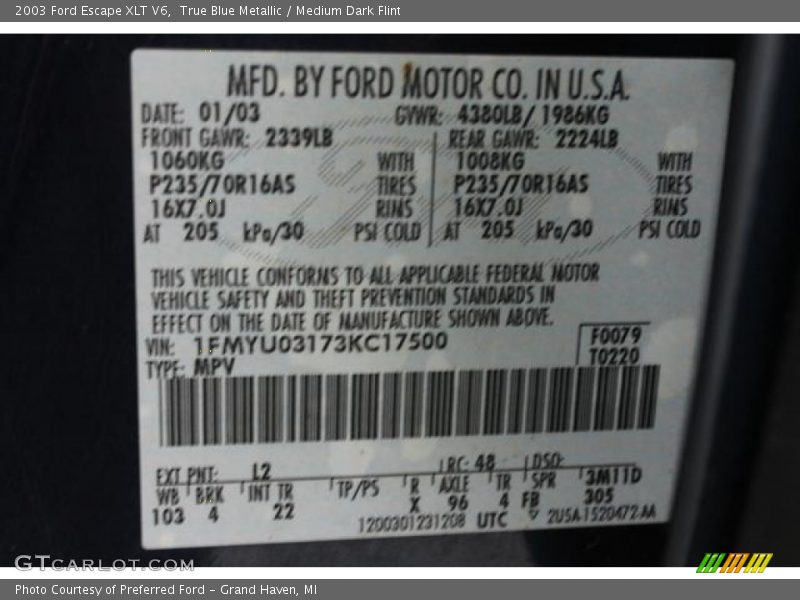 2003 Ford Escape XLT V6, True Blue Metallic / Medium Dark Flint
MFD. BY FORD MOTOR CO. IN U.S.A.
DATE: 01/03 GVWR: 4380LB/ 1986KG
FRONT GAWR: 2339LB REAR GAWR: 2224LB
1060KG WITH 1008KG WITH
P235/70R16AS TIRES P235/70R16AS TIRES
16X7.0J RIMS 16X7.0J RIMS
AT 205 kPa/30 PSI COLD AT 205 kPa/30 PSI COLD
THIS VEHICLE CONFORMS TO ALL APPLICABLE FEDERAL MOTOR
VEHICLE SAFETY AND THEFT PREVENTION STANDARDS IN
EFFECT ON THE DATE OF MANUFACTURE SHOWN ABOVE.
VIN: 1FMYU03173KC17500 F0079
TYPE: MPV T0220
EXT PNT: L2 RC: 48 DSO:
WB BRK INT TR TP/PS R AXLE TR SPR 3M11D
103 4 22 X 96 4 FB 305
1200301231208 UTC 2U5A-1520472-AA
GTCarLot.com
Photo Courtesy of Preferred Ford – Grand Haven, MI